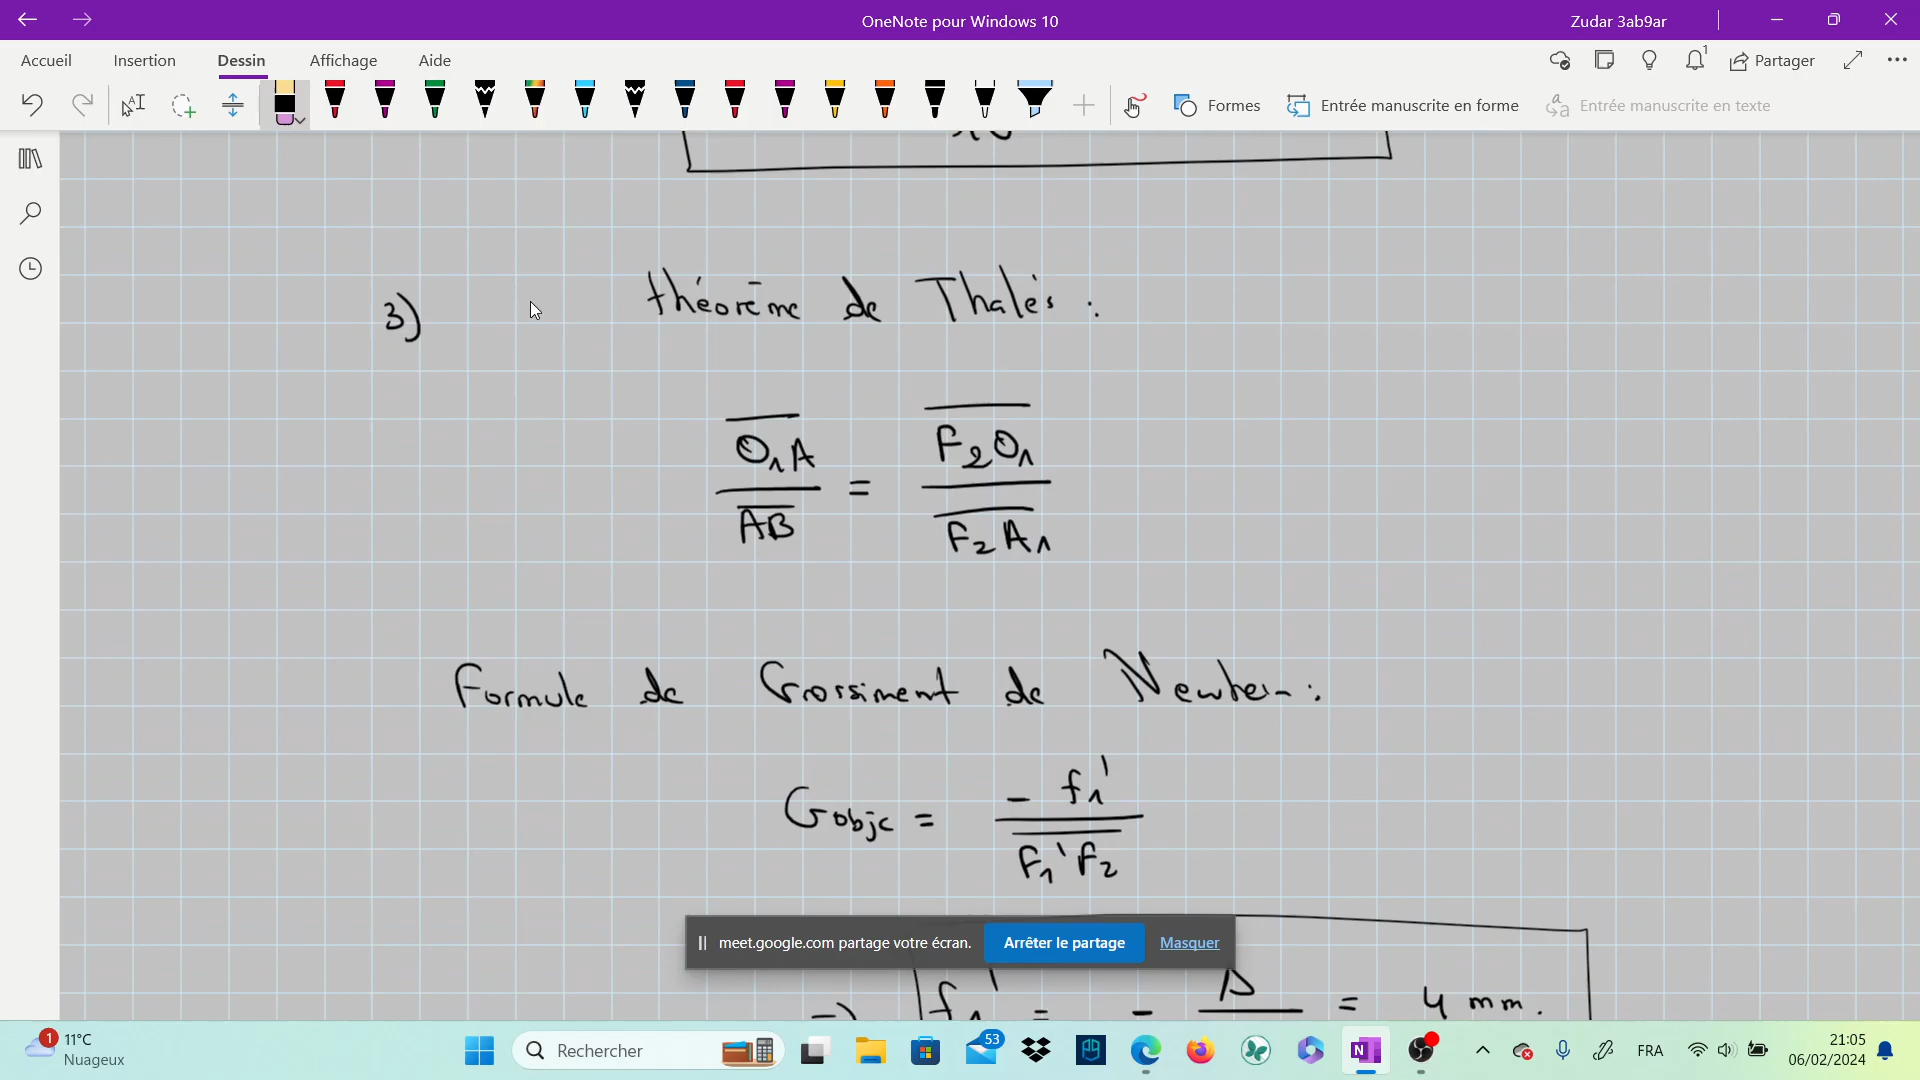 OneNote pour Windows 10
Zudar 3ab9ar
Accueil Insertion Dessin Affichage Aide
1
Partager
Formes
Entrée manuscrite en forme
Entrée manuscrite en texte
3) théorème de Thalès :
O₁A / AB = F₂O₁ / F₂A₁
Formule de Grossiment de Newton :
Gobjc = - f₁' / F₁'F₂
meet.google.com partage votre écran.
Arrêter le partage
Masquer
=> f₁' = - Δ = 4 mm.
1
11°C
Nuageux
Rechercher
53
FRA
21:05
06/02/2024